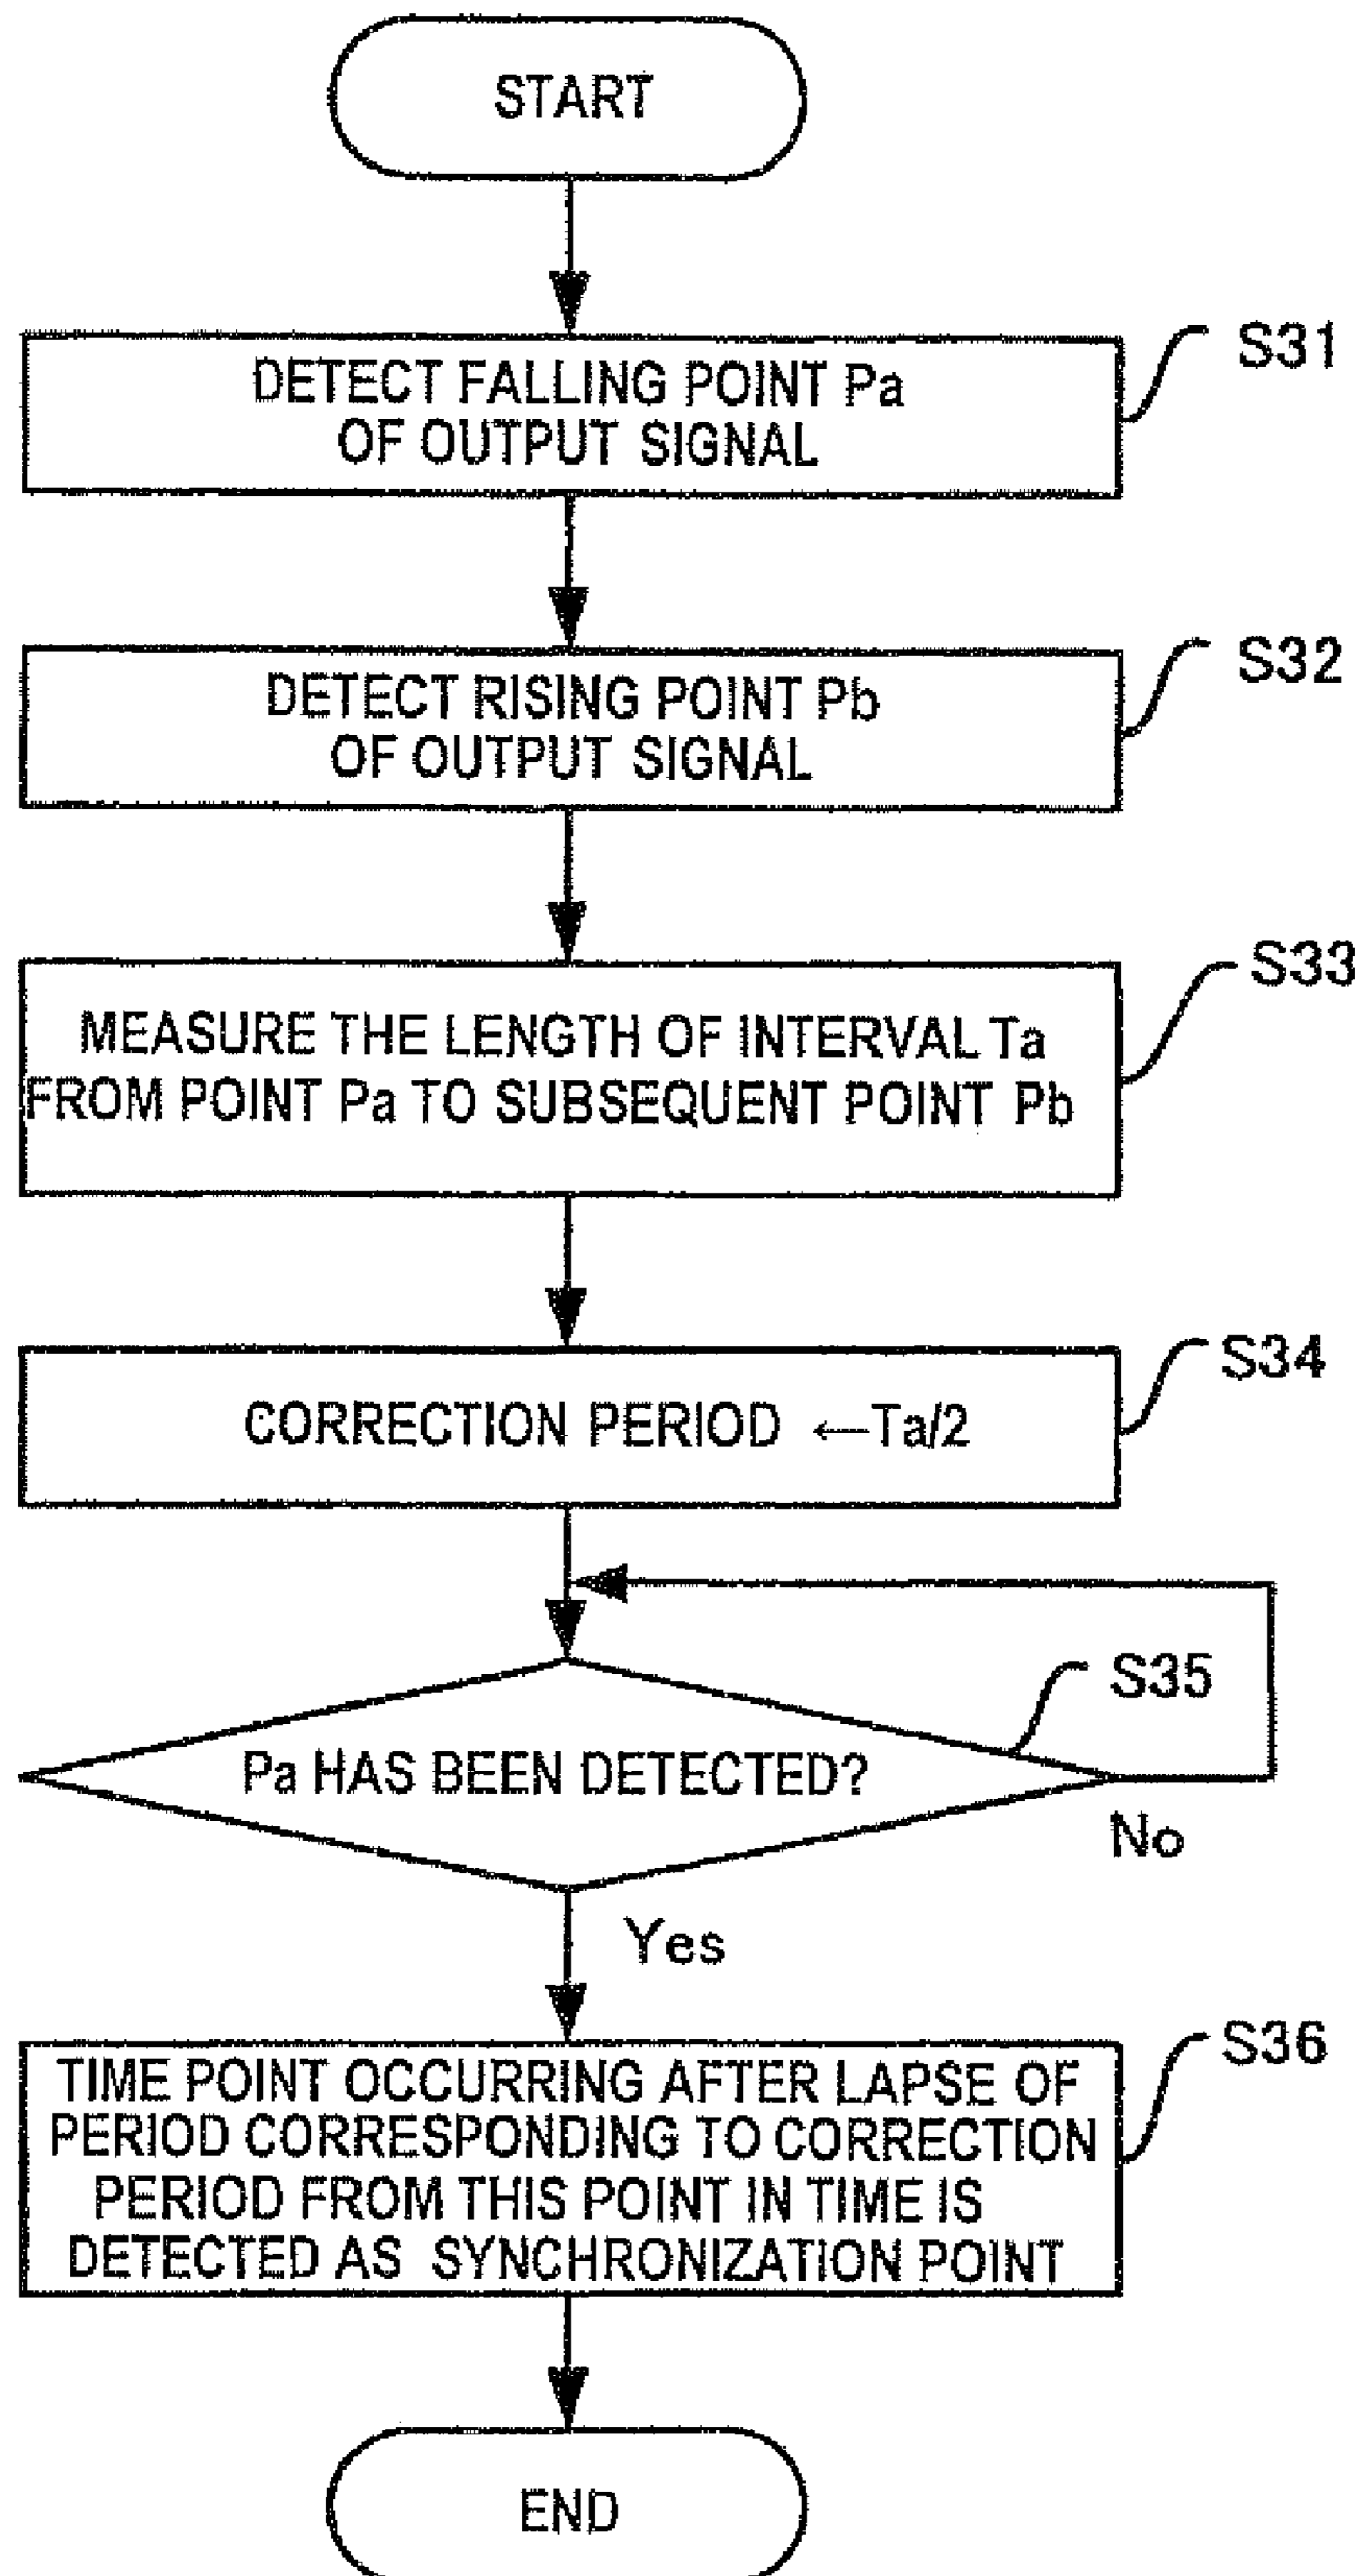 START
DETECT FALLING POINT Pa
OF OUTPUT SIGNAL
S31
DETECT RISING POINT Pb
OF OUTPUT SIGNAL
S32
MEASURE THE LENGTH OF INTERVAL Ta
FROM POINT Pa TO SUBSEQUENT POINT Pb
S33
CORRECTION PERIOD ←Ta/2
S34
Pa HAS BEEN DETECTED?
S35
No
Yes
TIME POINT OCCURRING AFTER LAPSE OF
PERIOD CORRESPONDING TO CORRECTION
PERIOD FROM THIS POINT IN TIME IS
DETECTED AS SYNCHRONIZATION POINT
S36
END